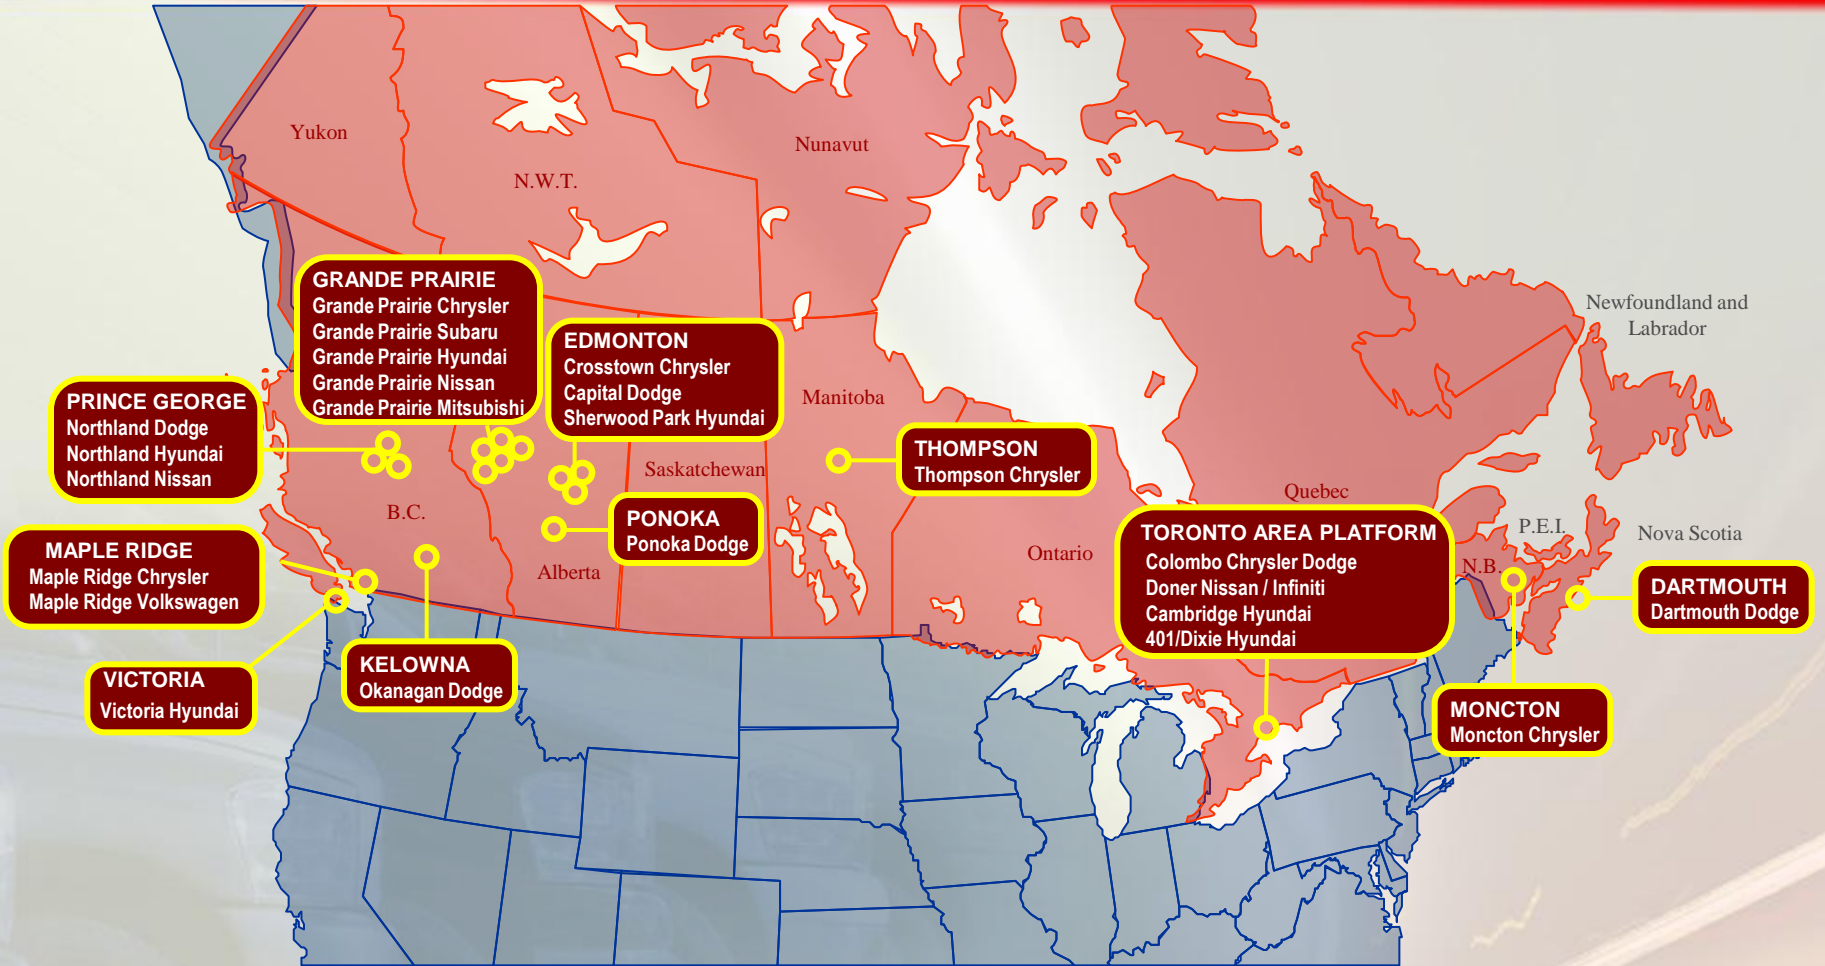 Yukon
N.W.T.
Nunavut
GRANDE PRAIRIE
Grande Prairie Chrysler
Grande Prairie Subaru
Grande Prairie Hyundai
Grande Prairie Nissan
Grande Prairie Mitsubishi
EDMONTON
Crosstown Chrysler
Capital Dodge
Sherwood Park Hyundai
Newfoundland and
Labrador
PRINCE GEORGE
Northland Dodge
Northland Hyundai
Northland Nissan
Manitoba
THOMPSON
Thompson Chrysler
Saskatchewan
Quebec
B.C.
PONOKA
Ponoka Dodge
TORONTO AREA PLATFORM
Colombo Chrysler Dodge
Doner Nissan / Infiniti
Cambridge Hyundai
401/Dixie Hyundai
P.E.I.
Nova Scotia
MAPLE RIDGE
Maple Ridge Chrysler
Maple Ridge Volkswagen
Alberta
Ontario
N.B.
DARTMOUTH
Dartmouth Dodge
VICTORIA
Victoria Hyundai
KELOWNA
Okanagan Dodge
MONCTON
Moncton Chrysler